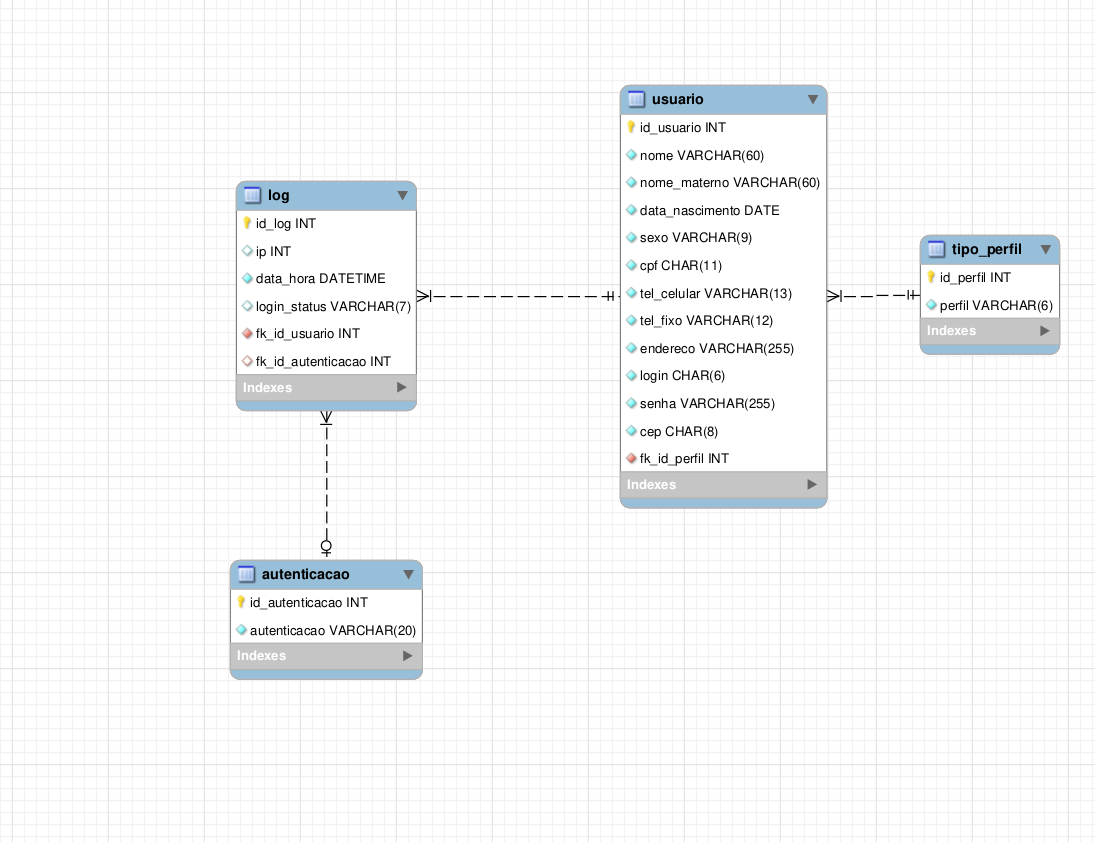 log
id_log INT
ip INT
data_hora DATETIME
login_status VARCHAR(7)
fk_id_usuario INT
fk_id_autenticacao INT
Indexes
autenticacao
id_autenticacao INT
autenticacao VARCHAR(20)
Indexes
usuario
id_usuario INT
nome VARCHAR(60)
nome_materno VARCHAR(60)
data_nascimento DATE
sexo VARCHAR(9)
cpf CHAR(11)
tel_celular VARCHAR(13)
tel_fixo VARCHAR(12)
endereco VARCHAR(255)
login CHAR(6)
senha VARCHAR(255)
cep CHAR(8)
fk_id_perfil INT
Indexes
tipo_perfil
id_perfil INT
perfil VARCHAR(6)
Indexes